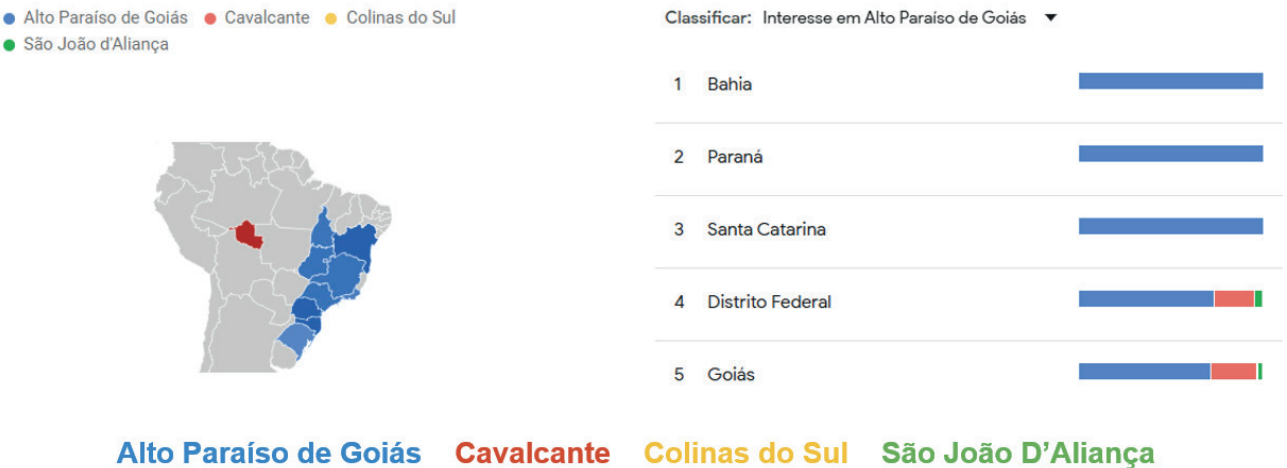 Alto Paraíso de Goiás Cavalcante Colinas do Sul
São João d'Aliança
Classificar: Interesse em Alto Paraíso de Goiás
1 Bahia
2 Paraná
3 Santa Catarina
4 Distrito Federal
5 Goiás
Alto Paraíso de Goiás Cavalcante Colinas do Sul São João D’Aliança